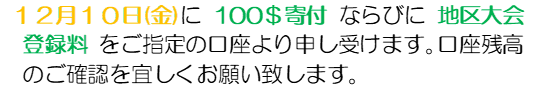 １２月１０日(金)に 100＄寄付 ならびに 地区大会
登録料 をご指定の口座より申し受けます。口座残高
のご確認を宜しくお願い致します。